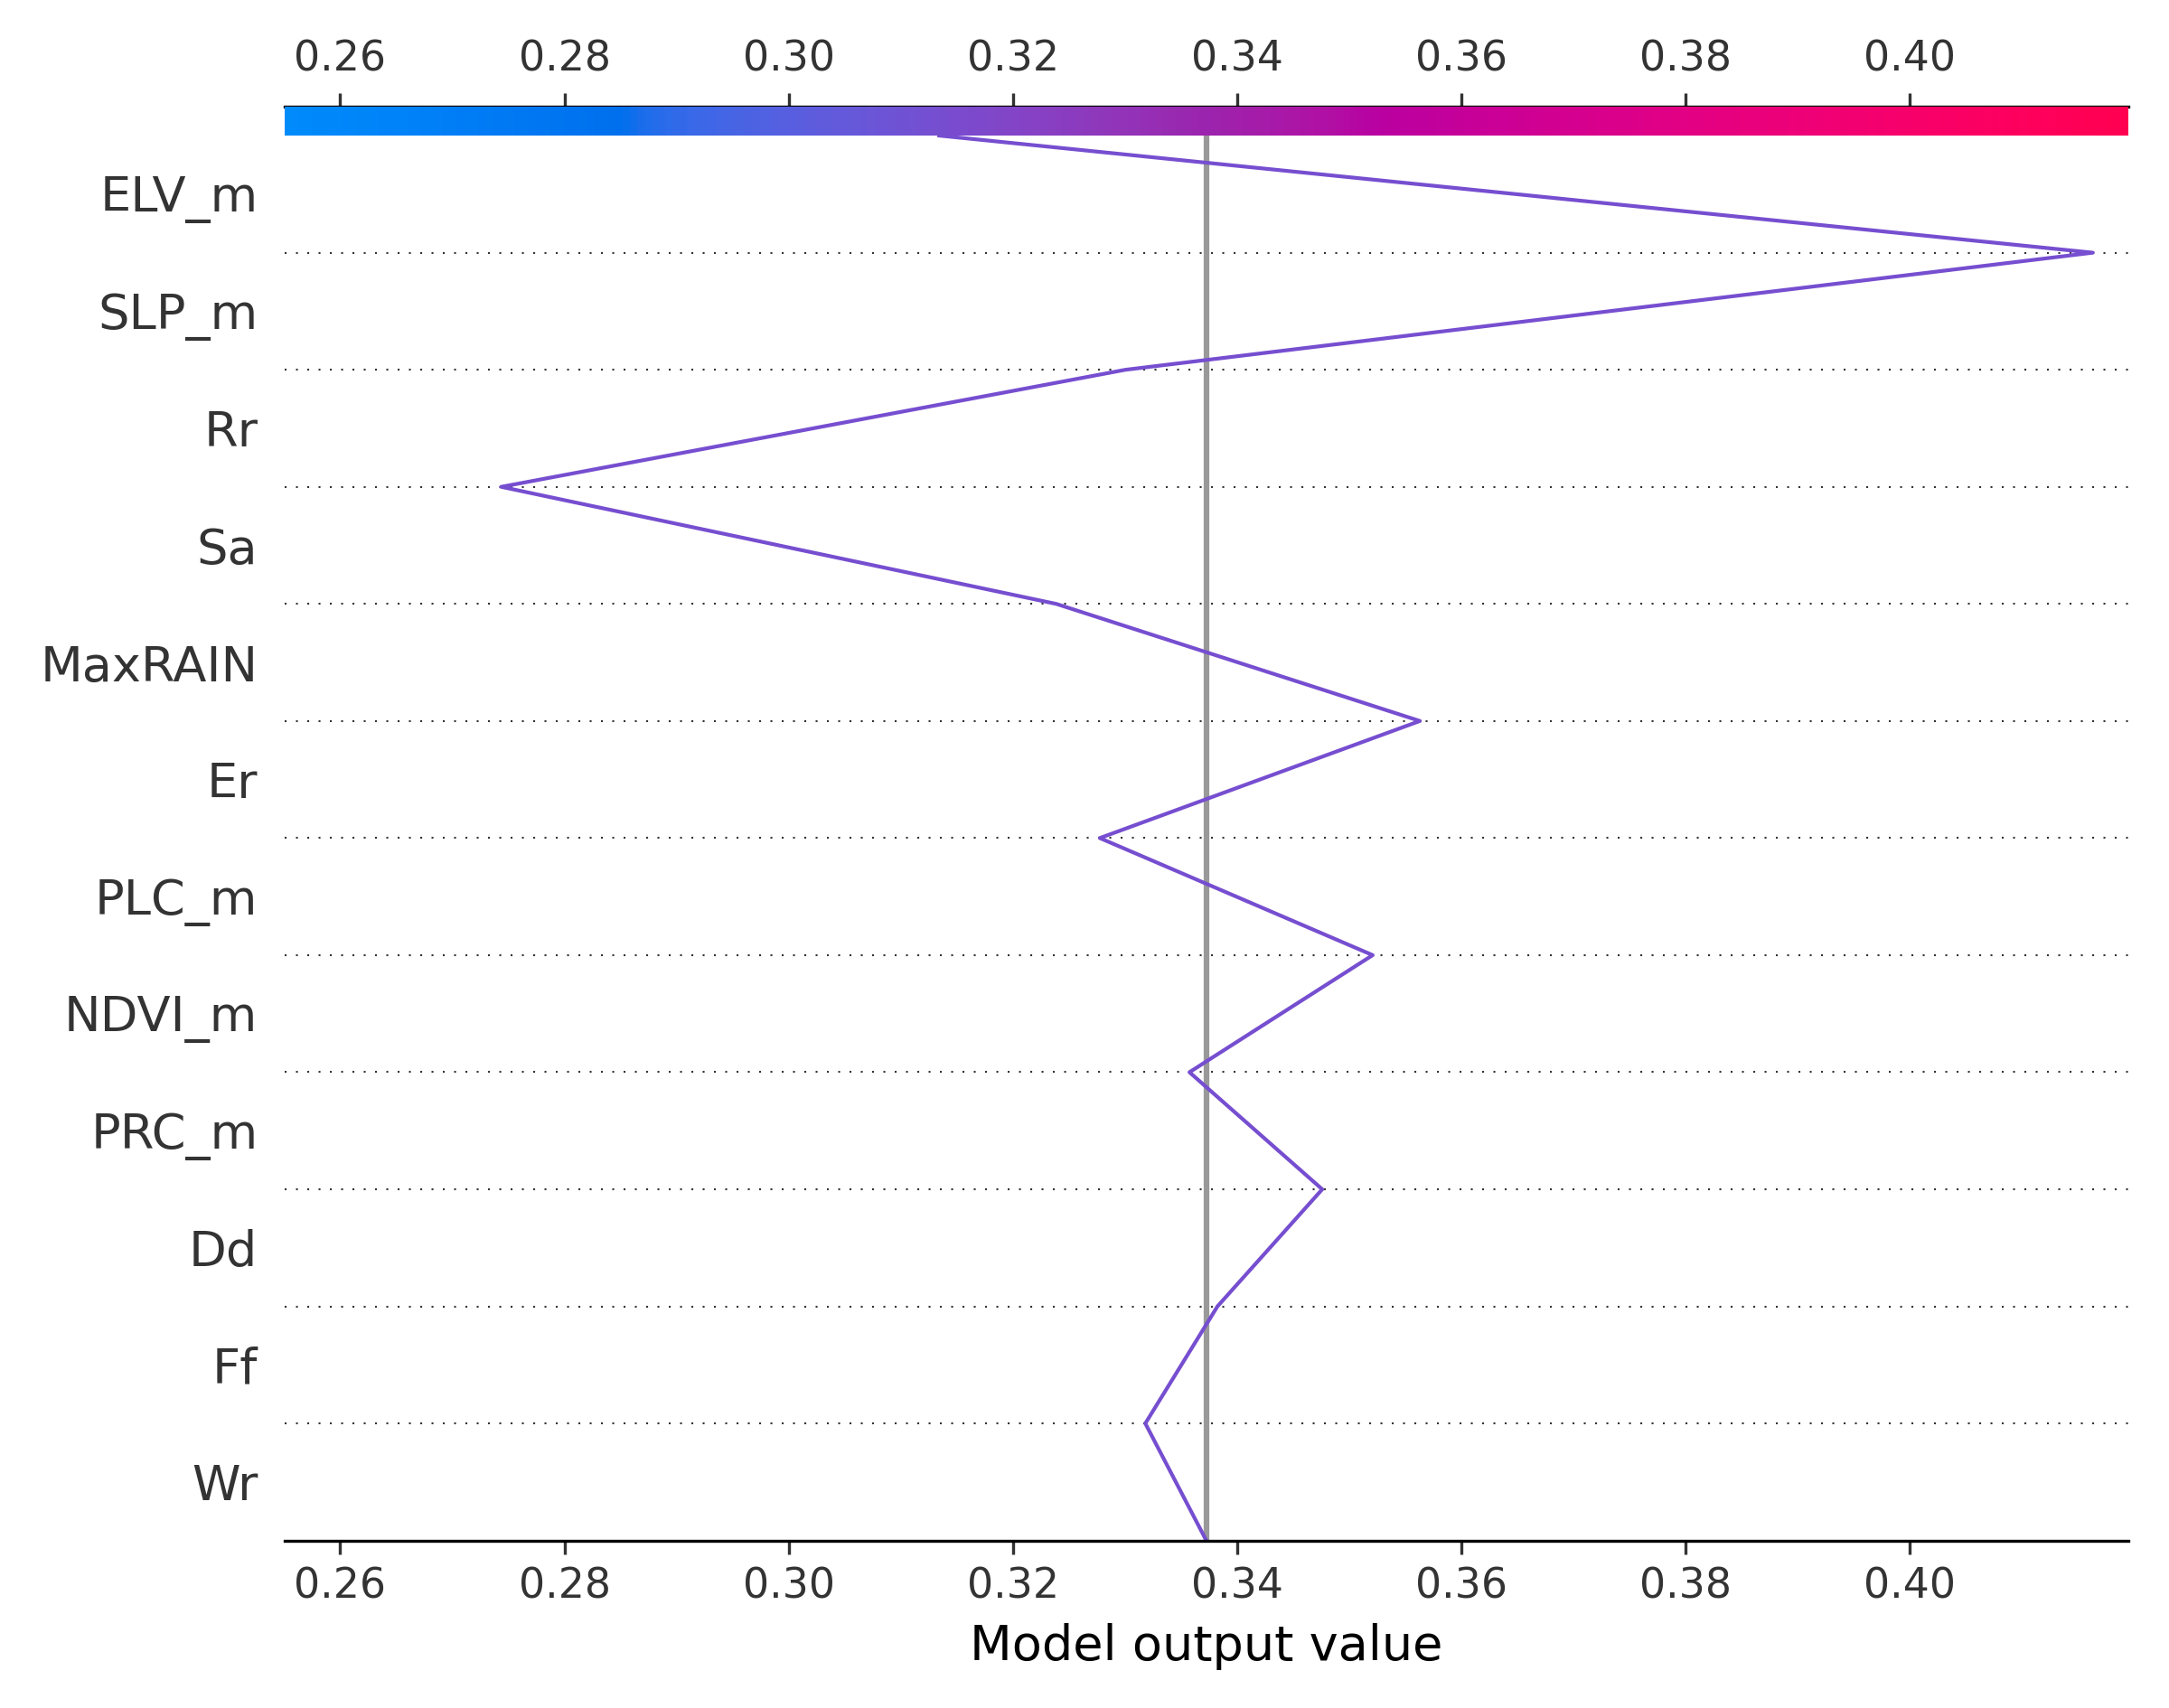 0.26 0.28 0.30 0.32 0.34 0.36 0.38 0.40
ELV_m
SLP_m
Rr
Sa
MaxRAIN
Er
PLC_m
NDVI_m
PRC_m
Dd
Ff
Wr
0.26 0.28 0.30 0.32 0.34 0.36 0.38 0.40
Model output value